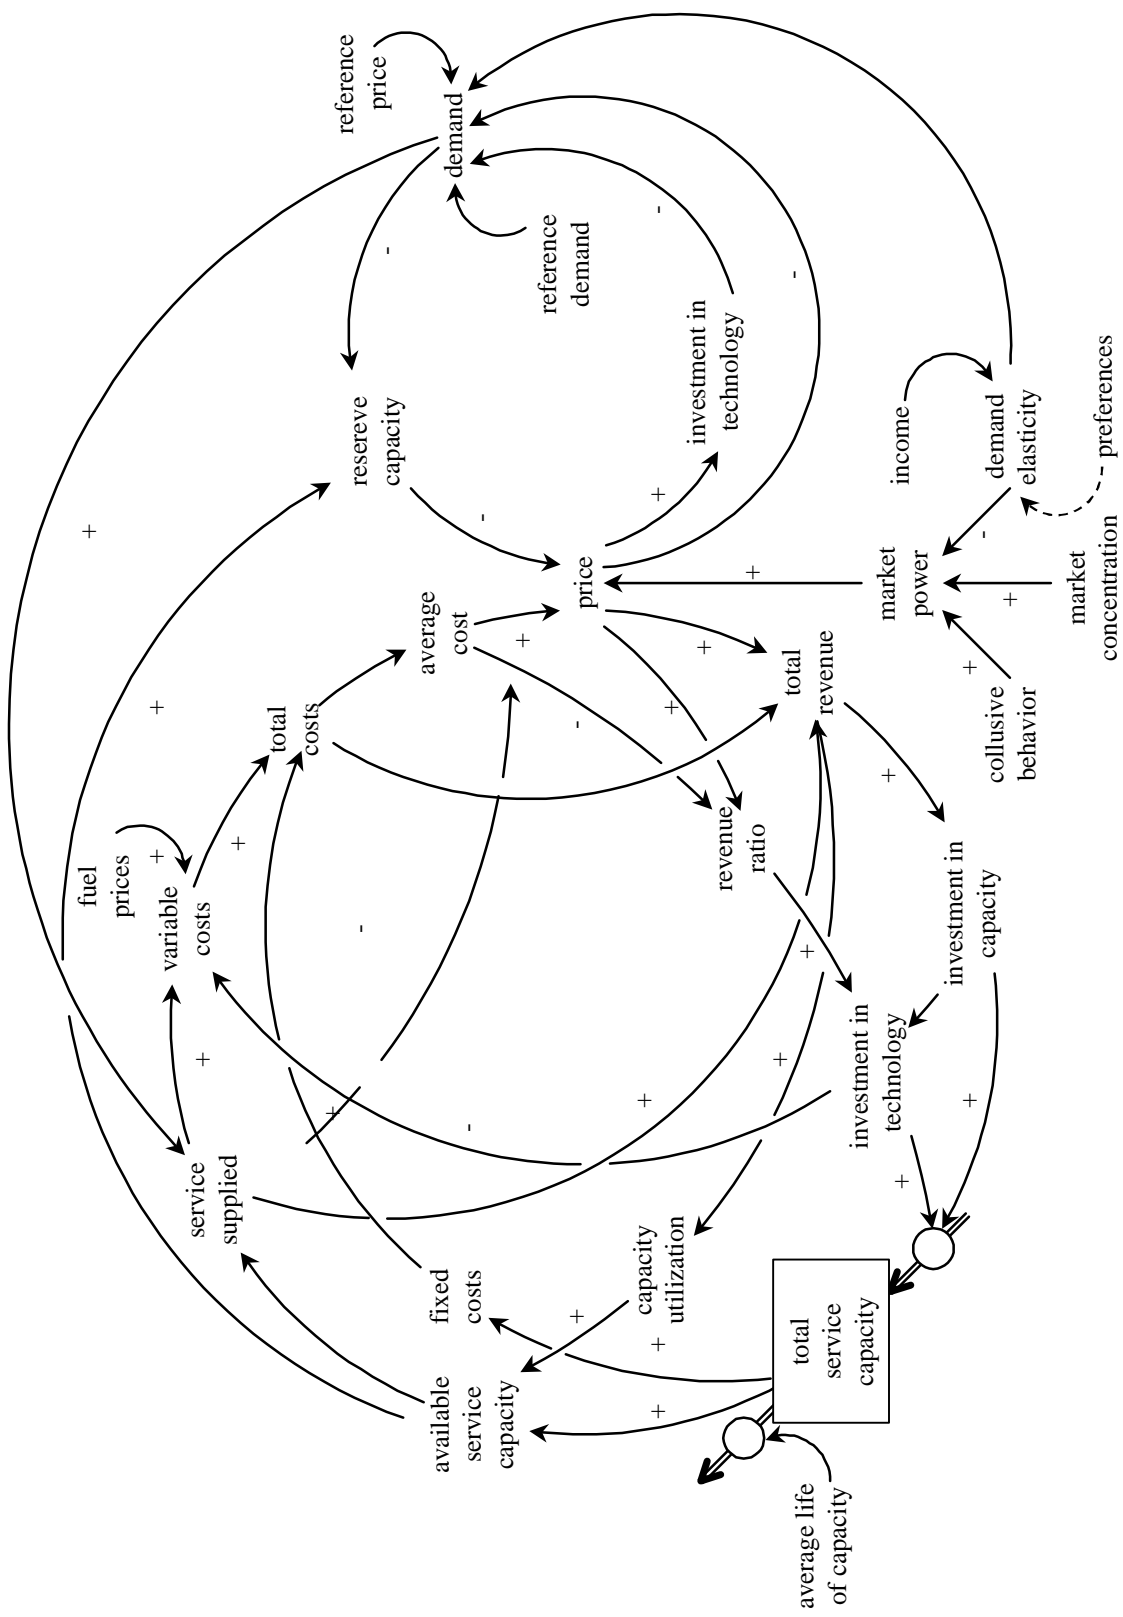 fuel
prices
variable
costs
service
supplied
total
costs
reference
price
resereve
capacity
average
cost
demand
available
service
capacity
fixed
costs
reference
demand
price
capacity
utilization
investment in
technology
revenue
ratio
total
revenue
total
service
capacity
average life
of capacity
investment in
technology
market
power
income
investment in
capacity
collusive
behavior
demand
elasticity
market
concentration
preferences